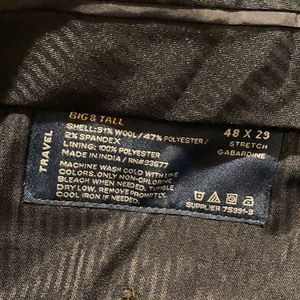 TRAVEL
BIG & TALL
SHELL: 51% WOOL / 47% POLYESTER /
2% SPANDEX
LINING: 100% POLYESTER
MADE IN INDIA / RN#93677
MACHINE WASH COLD WITH LIKE
COLORS. ONLY NON-CHLORINE
BLEACH WHEN NEEDED. TUMBLE
DRY LOW. REMOVE PROMPTLY.
COOL IRON IF NEEDED.
48 X 29
STRETCH
GABARDINE
SUPPLIER 75391-3